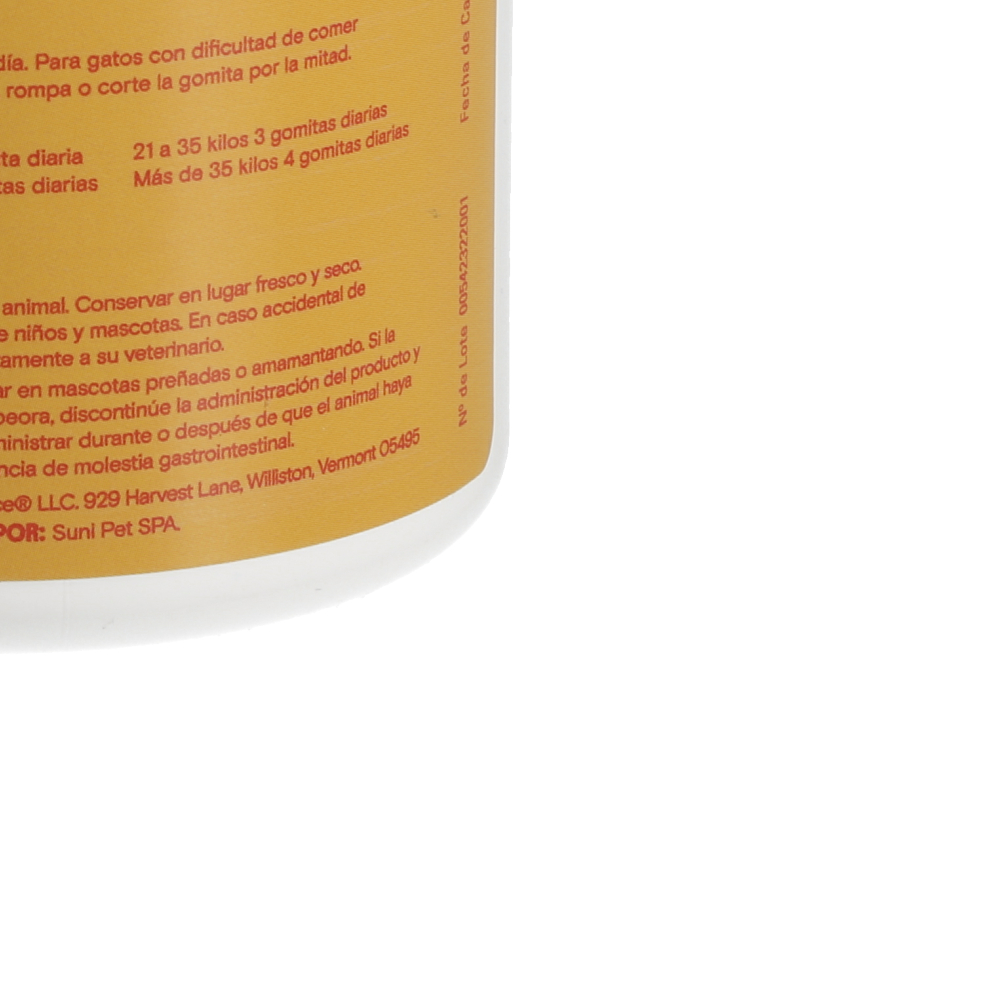 día. Para gatos con dificultad de comer
rompa o corte la gomita por la mitad.
ta diaria
tas diarias
21 a 35 kilos 3 gomitas diarias
Más de 35 kilos 4 gomitas diarias
animal. Conservar en lugar fresco y seco.
e niños y mascotas. En caso accidental de
amente a su veterinario.
ar en mascotas preñadas o amamantando. Si la
peora, discontinúe la administración del producto y
ministrar durante o después de que el animal haya
ncia de molestia gastrointestinal.
ce® LLC. 929 Harvest Lane, Williston, Vermont 05495
POR: Suni Pet SPA.
Nº de Lote 00542322001
Fecha de Ca